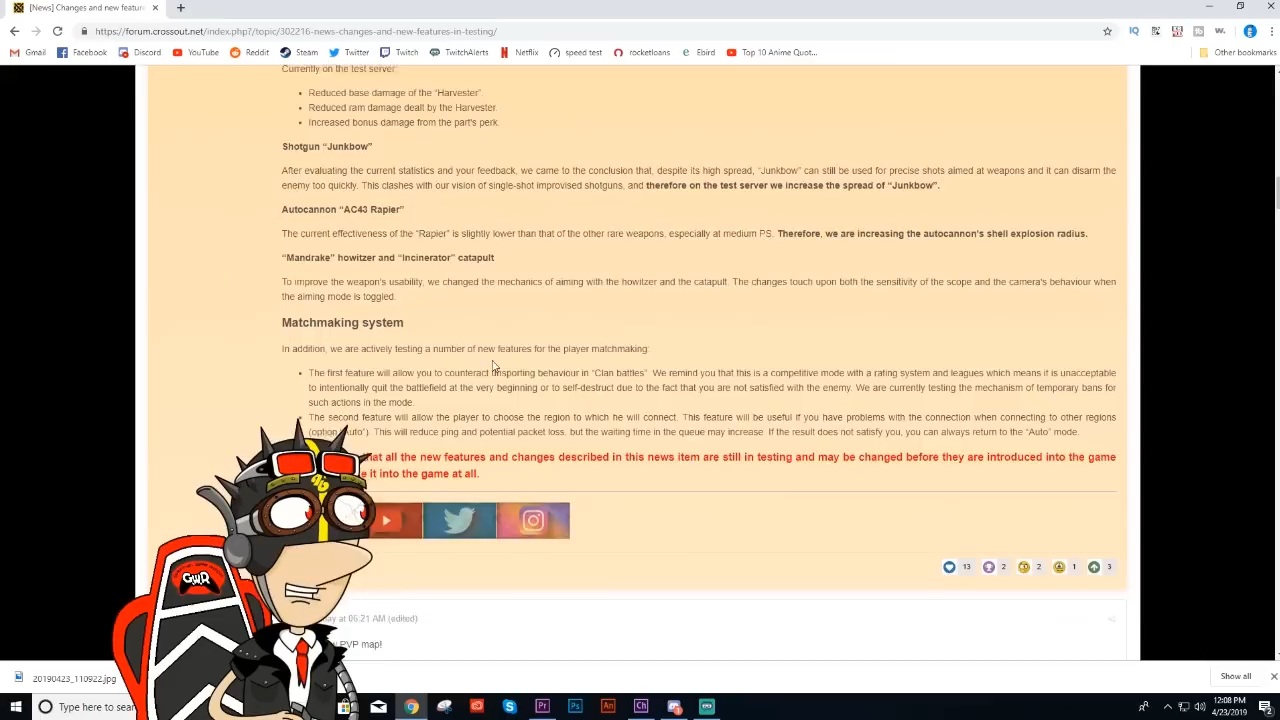 [News] Changes and new feature
https://forum.crossout.net/index.php?/topic/302216-news-changes-and-new-features-in-testing/
Gmail Facebook Discord YouTube Reddit Steam Twitter Twitch TwitchAlerts Netflix speed test rocketleans Ebird Top 10 Anime Quot... Other bookmarks
Currently on the test server:
Reduced base damage of the "Harvester".
Reduced ram damage dealt by the Harvester.
Increased bonus damage from the part's perk.
Shotgun "Junkbow"
After evaluating the current statistics and your feedback, we came to the conclusion that, despite its high spread, "Junkbow" can still be used for precise shots aimed at weapons and it can disarm the
enemy too quickly. This clashes with our vision of single-shot improvised shotguns, and therefore on the test server we increase the spread of "Junkbow".
Autocannon "AC43 Rapier"
The current effectiveness of the "Rapier" is slightly lower than that of the other rare weapons, especially at medium PS. Therefore, we are increasing the autocannon's shell explosion radius.
"Mandrake" howitzer and "Incinerator" catapult
To improve the weapon's usability, we changed the mechanics of aiming with the howitzer and the catapult. The changes touch upon both the sensitivity of the scope and the camera's behaviour when
the aiming mode is toggled.
Matchmaking system
In addition, we are actively testing a number of new features for the player matchmaking:
The first feature will allow you to counteract unsporting behaviour in "Clan battles". We remind you that this is a competitive mode with a rating system and leagues which means it is unacceptable
to intentionally quit the battlefield at the very beginning or to self-destruct due to the fact that you are not satisfied with the enemy. We are currently testing the mechanism of temporary bans for
such actions in the mode.
The second feature will allow the player to choose the region to which he will connect. This feature will be useful if you have problems with the connection when connecting to other regions
(option "Auto"). This will reduce ping and potential packet loss, but the waiting time in the queue may increase. If the result does not satisfy you, you can always return to the "Auto" mode.
hat all the new features and changes described in this news item are still in testing and may be changed before they are introduced into the game
e it into the game at all.
13 2 2 1 3
day at 06:21 AM (edited)
PVP map!
GWR
20190423_110922.jpg
Show all
Type here to sear
12:08 PM
4/23/2019